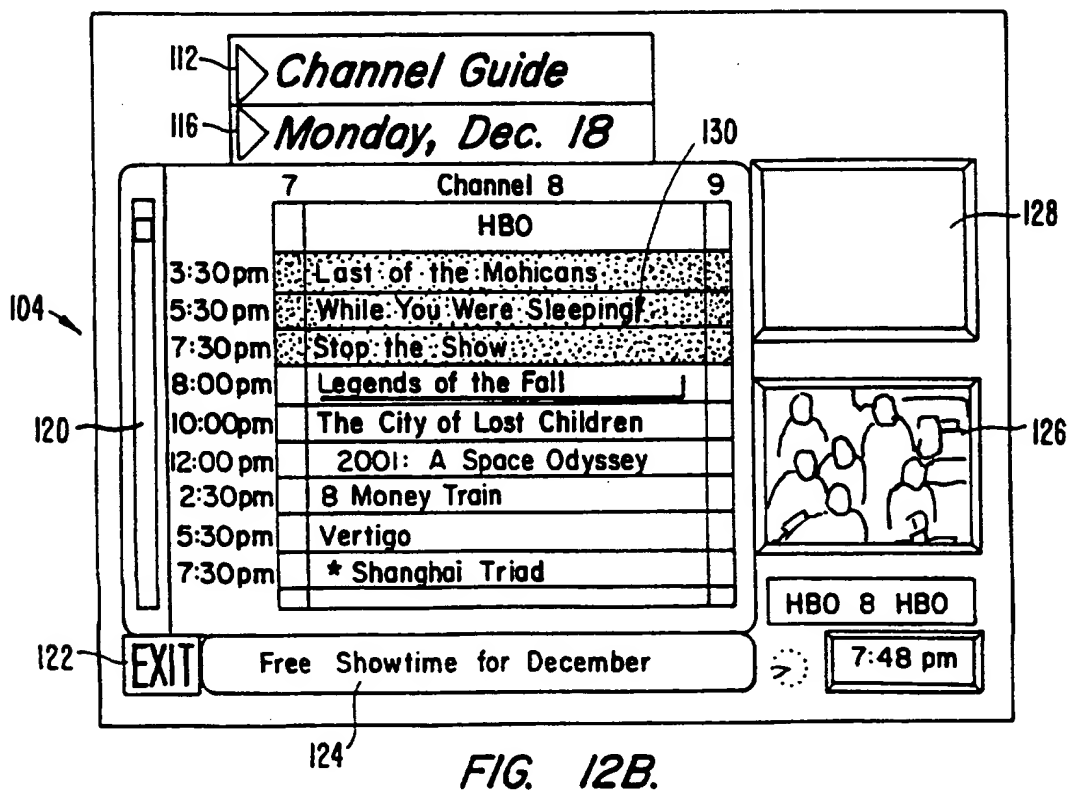 112
Channel Guide
116
Monday, Dec. 18
130
7 Channel 8 9
HBO
128
3:30pm Last of the Mohicans
5:30pm While You Were Sleeping
104
7:30pm Stop the Show
8:00pm Legends of the Fall
120
10:00pm The City of Lost Children
126
12:00 pm 2001: A Space Odyssey
2:30pm 8 Money Train
5:30pm Vertigo
7:30pm * Shanghai Triad
HBO 8 HBO
122
EXIT Free Showtime for December
7:48 pm
124
FIG. 12B.